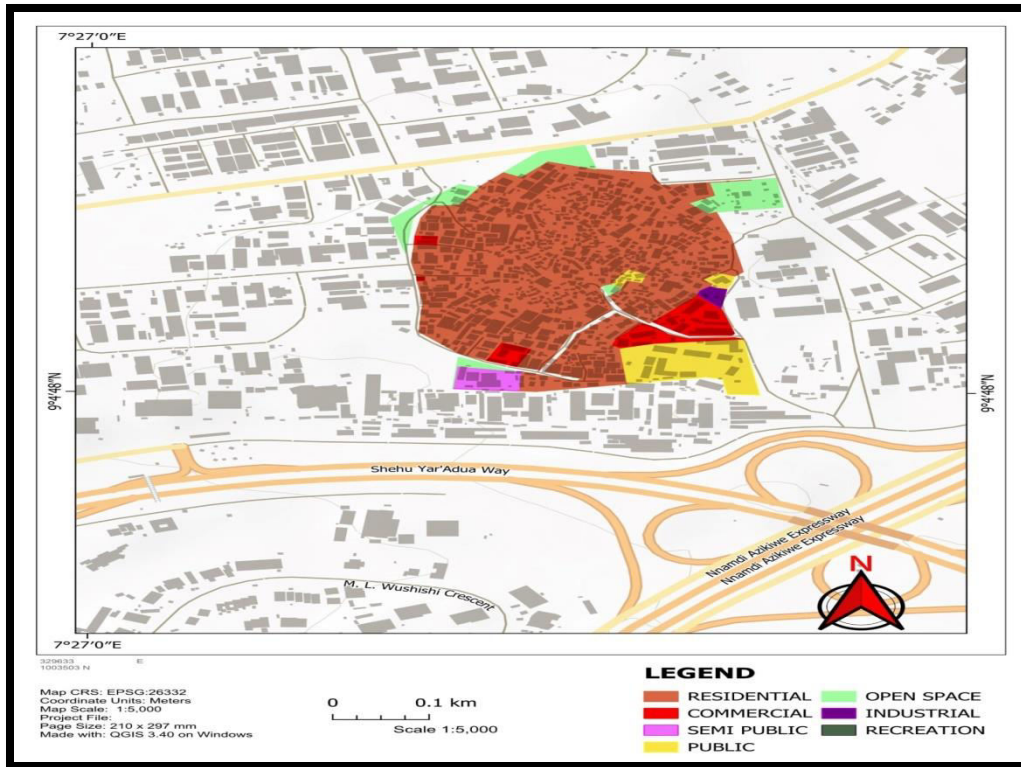 7°27'0"E
9°4'48"N
9°4'48"N
Shehu Yar'Adua Way
Nnamdi Azikiwe Expressway
Nnamdi Azikiwe Expressway
M. L. Wushishi Crescent
N
7°27'0"E
329633 E
1003503 N
Map CRS: EPSG:26332
Coordinate Units: Meters
Map Scale: 1:5,000
Project File:
Page Size: 210 x 297 mm
Made with: QGIS 3.40 on Windows
0 0.1 km
Scale 1:5,000
LEGEND
RESIDENTIAL
COMMERCIAL
SEMI PUBLIC
PUBLIC
OPEN SPACE
INDUSTRIAL
RECREATION